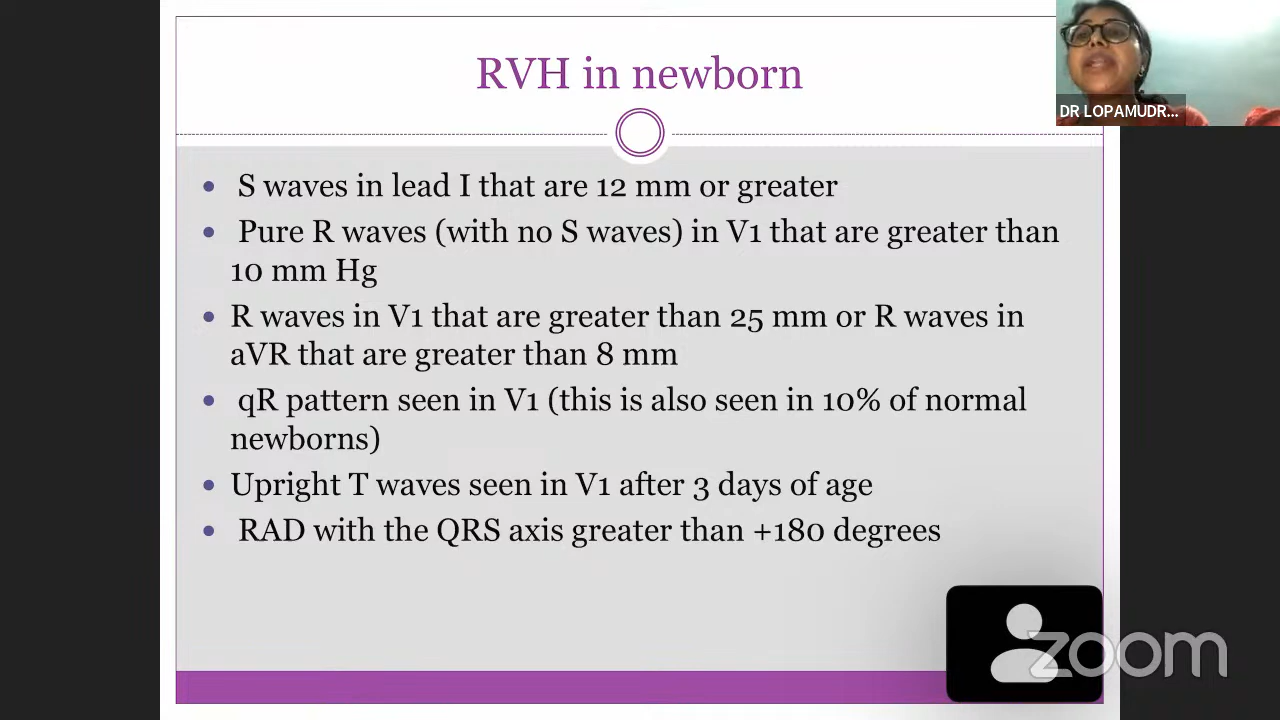 RVH in newborn
DR LOPAMUDR...
• S waves in lead I that are 12 mm or greater
• Pure R waves (with no S waves) in V1 that are greater than
10 mm Hg
• R waves in V1 that are greater than 25 mm or R waves in
aVR that are greater than 8 mm
• qR pattern seen in V1 (this is also seen in 10% of normal
newborns)
• Upright T waves seen in V1 after 3 days of age
• RAD with the QRS axis greater than +180 degrees
zoom